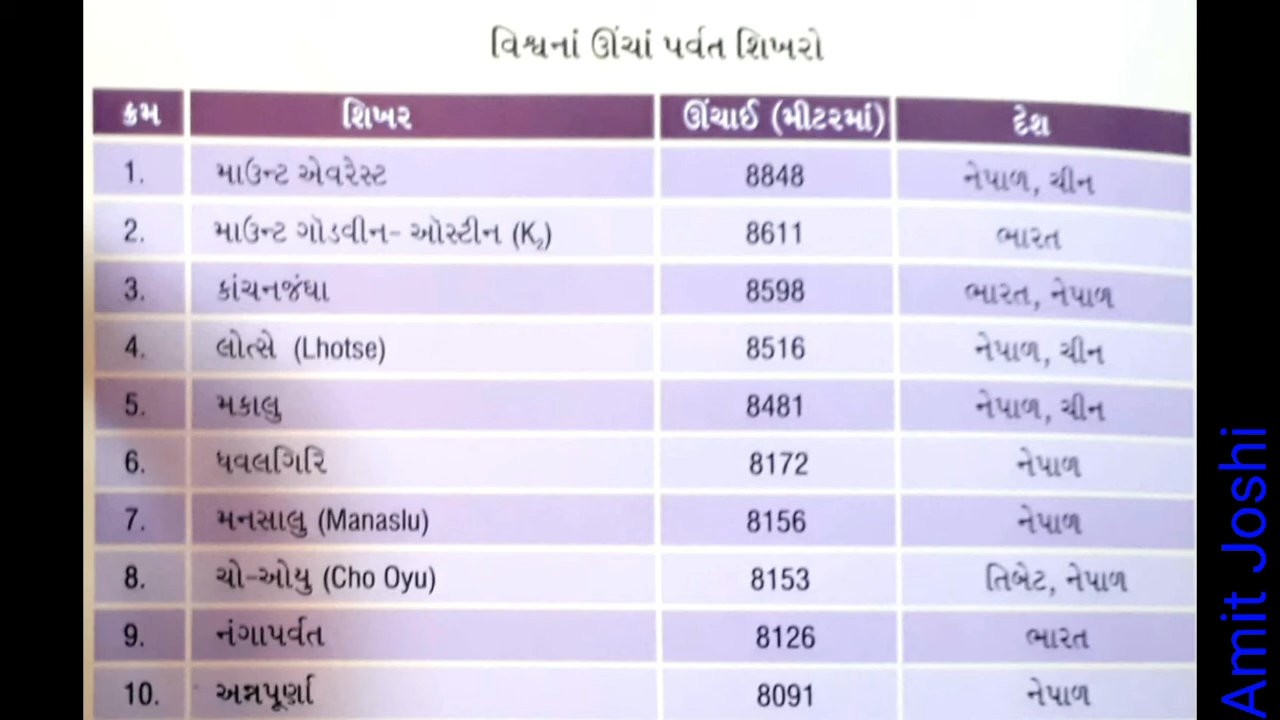 વિશ્વનાં ઊંચાં પર્વત શિખરો
ક્રમ શિખર ઊંચાઈ (મીટરમાં) દેશ
1. માઉન્ટ એવરેસ્ટ 8848 નેપાળ, ચીન
2. માઉન્ટ ગૉડવીન- ઑસ્ટીન (K₂) 8611 ભારત
3. કાંચનજંઘા 8598 ભારત, નેપાળ
4. લોત્સે (Lhotse) 8516 નેપાળ, ચીન
5. મકાલુ 8481 નેપાળ, ચીન
6. ધવલગિરિ 8172 નેપાળ
7. મનસાલુ (Manaslu) 8156 નેપાળ
8. ચો-ઓયુ (Cho Oyu) 8153 તિબેટ, નેપાળ
9. નંગાપર્વત 8126 ભારત
10. અન્નપૂર્ણા 8091 નેપાળ
Amit Joshi